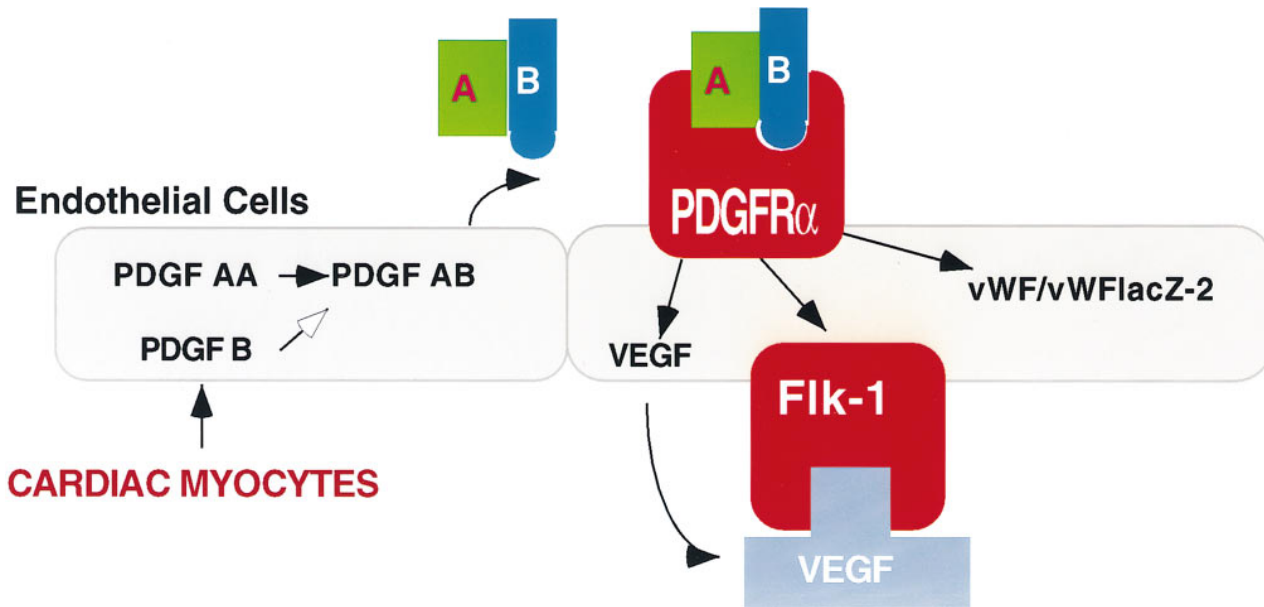 A
B
A
B
PDGFRα
Endothelial Cells
PDGF AA
PDGF AB
vWF/vWFlacZ-2
PDGF B
VEGF
Flk-1
CARDIAC MYOCYTES
VEGF